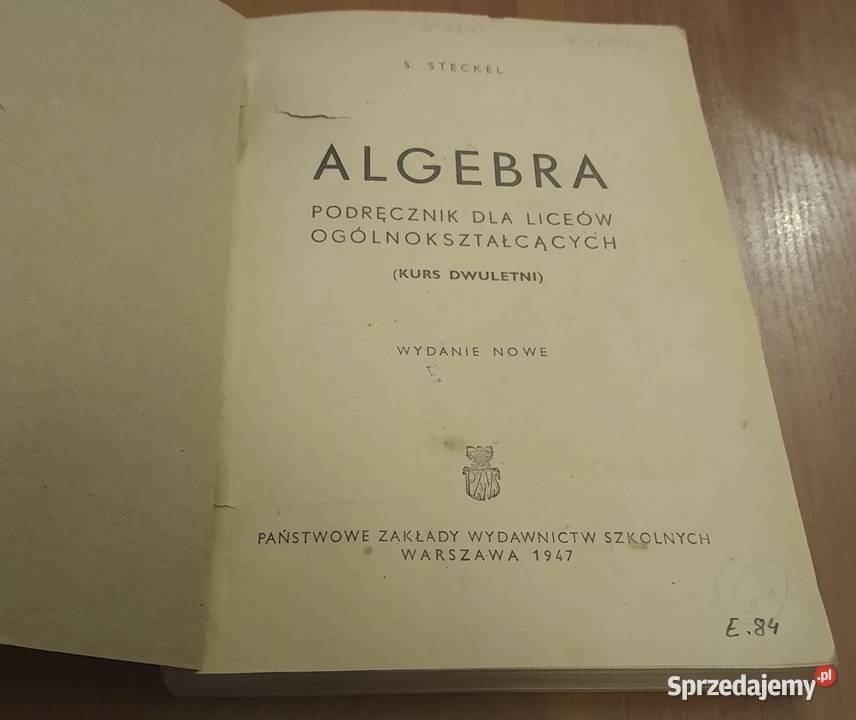 S. STECKEL
ALGEBRA
PODRĘCZNIK DLA LICEÓW
OGÓLNOKSZTAŁCĄCYCH
(KURS DWULETNI)
WYDANIE NOWE
PZWS
PAŃSTWOWE ZAKŁADY WYDAWNICTW SZKOLNYCH
WARSZAWA 1947
E.84
Sprzedajemy.pl